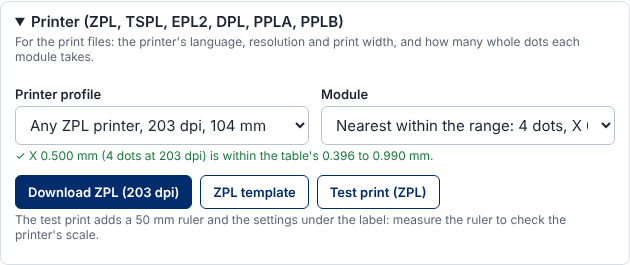 ▼ Printer (ZPL, TSPL, EPL2, DPL, PPLA, PPLB)
For the print files: the printer's language, resolution and print width, and how many whole dots each
module takes.
Printer profile
Module
Any ZPL printer, 203 dpi, 104 mm
Nearest within the range: 4 dots, X
✓ X 0.500 mm (4 dots at 203 dpi) is within the table's 0.396 to 0.990 mm.
Download ZPL (203 dpi)
ZPL template
Test print (ZPL)
The test print adds a 50 mm ruler and the settings under the label: measure the ruler to check the
printer's scale.